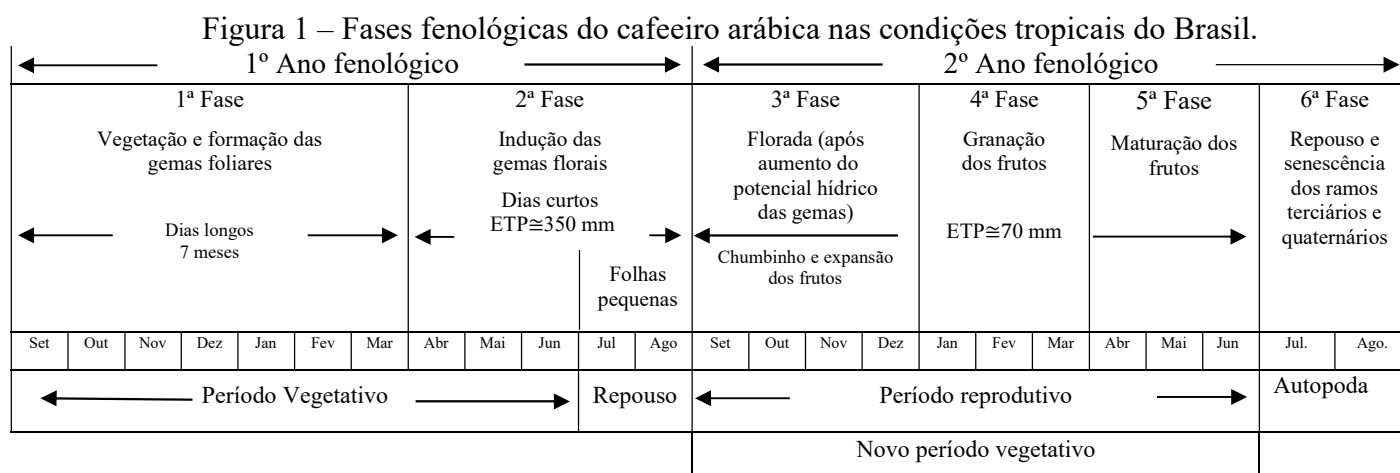 Figura 1 – Fases fenológicas do cafeeiro arábica nas condições tropicais do Brasil.
1º Ano fenológico
2º Ano fenológico
1ª Fase
Vegetação e formação das
gemas foliares
Dias longos
7 meses
2ª Fase
Indução das
gemas florais
Dias curtos
ETP≅350 mm
Folhas
pequenas
3ª Fase
Florada (após
aumento do
potencial hídrico
das gemas)
Chumbinho e expansão
dos frutos
4ª Fase
Granação
dos frutos
ETP≅70 mm
5ª Fase
Maturação dos
frutos
6ª Fase
Repouso e
senescência
dos ramos
terciários e
quaternários
Set Out Nov Dez Jan Fev Mar Abr Mai Jun Jul Ago Set Out Nov Dez Jan Fev Mar Abr Mai Jun Jul. Ago.
Período Vegetativo
Repouso
Período reprodutivo
Autopoda
Novo período vegetativo